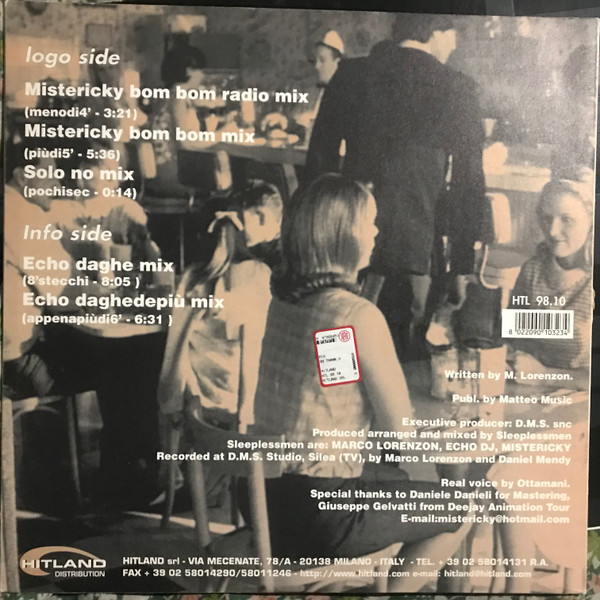 logo side
Mistericky bom bom radio mix
(menodi4' - 3:21)
Mistericky bom bom mix
(piùdi5' - 5:36)
Solo no mix
(pochisec - 0:14)
Info side
Echo daghe mix
(8'stecchi - 8:05 )
Echo daghedepiù mix
(appenapiùdi6' - 6:31 )
HTL 98.10
8 022090 103234
Written by M. Lorenzon.
Publ. by Matteo Music
Executive producer: D.M.S. snc
Produced arranged and mixed by Sleeplessmen
Sleeplessmen are: MARCO LORENZON, ECHO DJ, MISTERICKY
Recorded at D.M.S. Studio, Silea (TV), by Marco Lorenzon and Daniel Mendy
Real voice by Ottamani.
Special thanks to Daniele Danieli for Mastering,
Giuseppe Gelvatti from Deejay Animation Tour
E-mail:mistericky@hotmail.com
HITLAND
DISTRIBUTION
HITLAND srl - VIA MECENATE, 78/A - 20138 MILANO - ITALY - TEL. + 39 02 58014131 R.A.
FAX + 39 02 58014290/58011246 - http://www.hitland.com e-mail: hitland@hitland.com